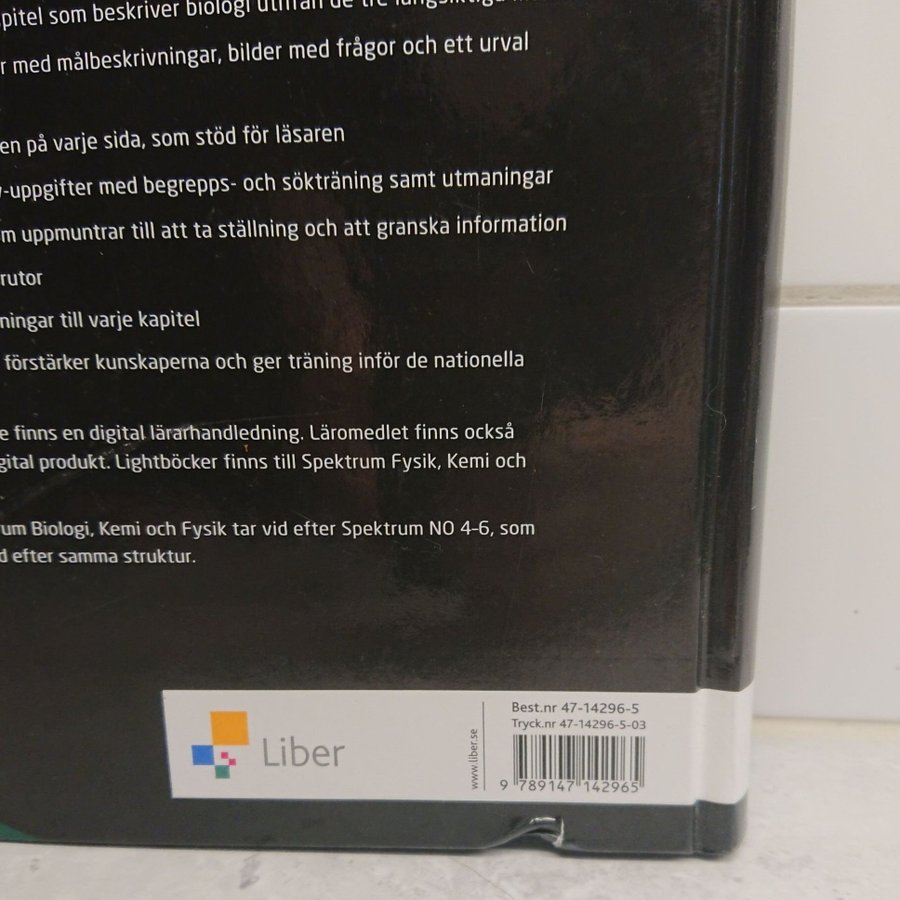 pitel som beskriver biologi utifrån de tre långsiktiga
r med målbeskrivningar, bilder med frågor och ett urval
en på varje sida, som stöd för läsaren
-uppgifter med begrepps- och sökträning samt utmaningar
m uppmuntrar till att ta ställning och att granska information
rutor
ningar till varje kapitel
förstärker kunskaperna och ger träning inför de nationella
e finns en digital lärarhandledning. Läromedlet finns också
gital produkt. Lightböcker finns till Spektrum Fysik, Kemi och
um Biologi, Kemi och Fysik tar vid efter Spektrum NO 4-6, som
d efter samma struktur.
Liber
www.liber.se
Best.nr 47-14296-5
Tryck.nr 47-14296-5-03
9 789147 142965